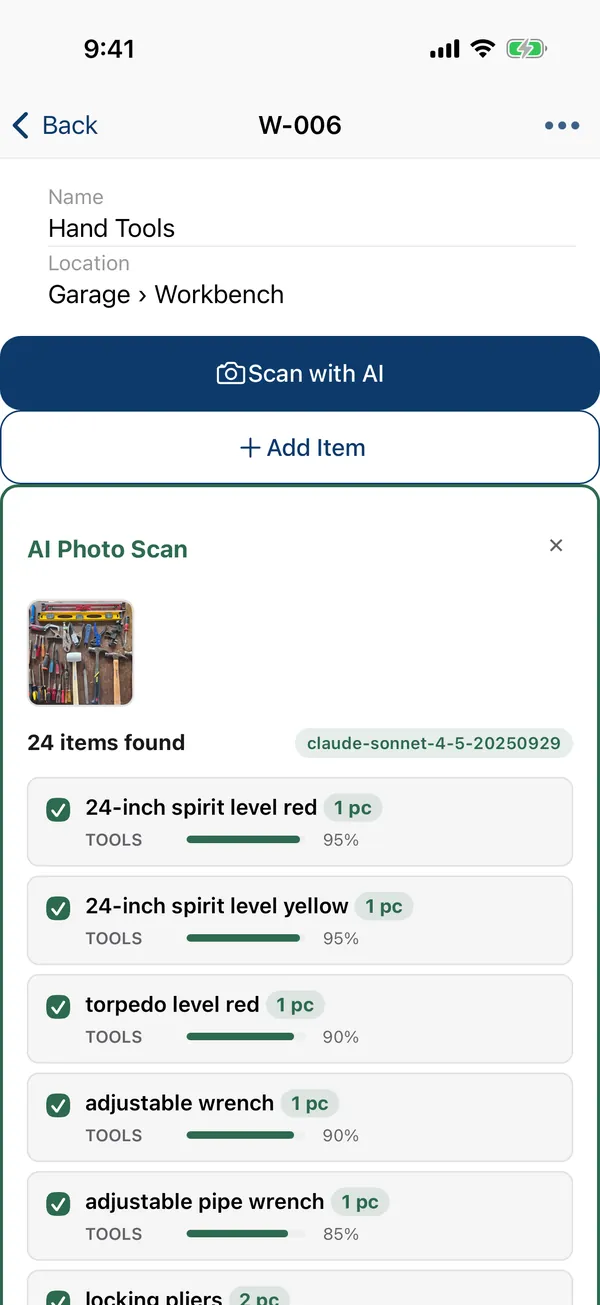 9:41
Back
W-006
Name
Hand Tools
Location
Garage › Workbench
Scan with AI
+ Add Item
AI Photo Scan
24 items found
claude-sonnet-4-5-20250929
24-inch spirit level red 1 pc
TOOLS 95%
24-inch spirit level yellow 1 pc
TOOLS 95%
torpedo level red 1 pc
TOOLS 90%
adjustable wrench 1 pc
TOOLS 90%
adjustable pipe wrench 1 pc
TOOLS 85%
locking pliers 2 pc